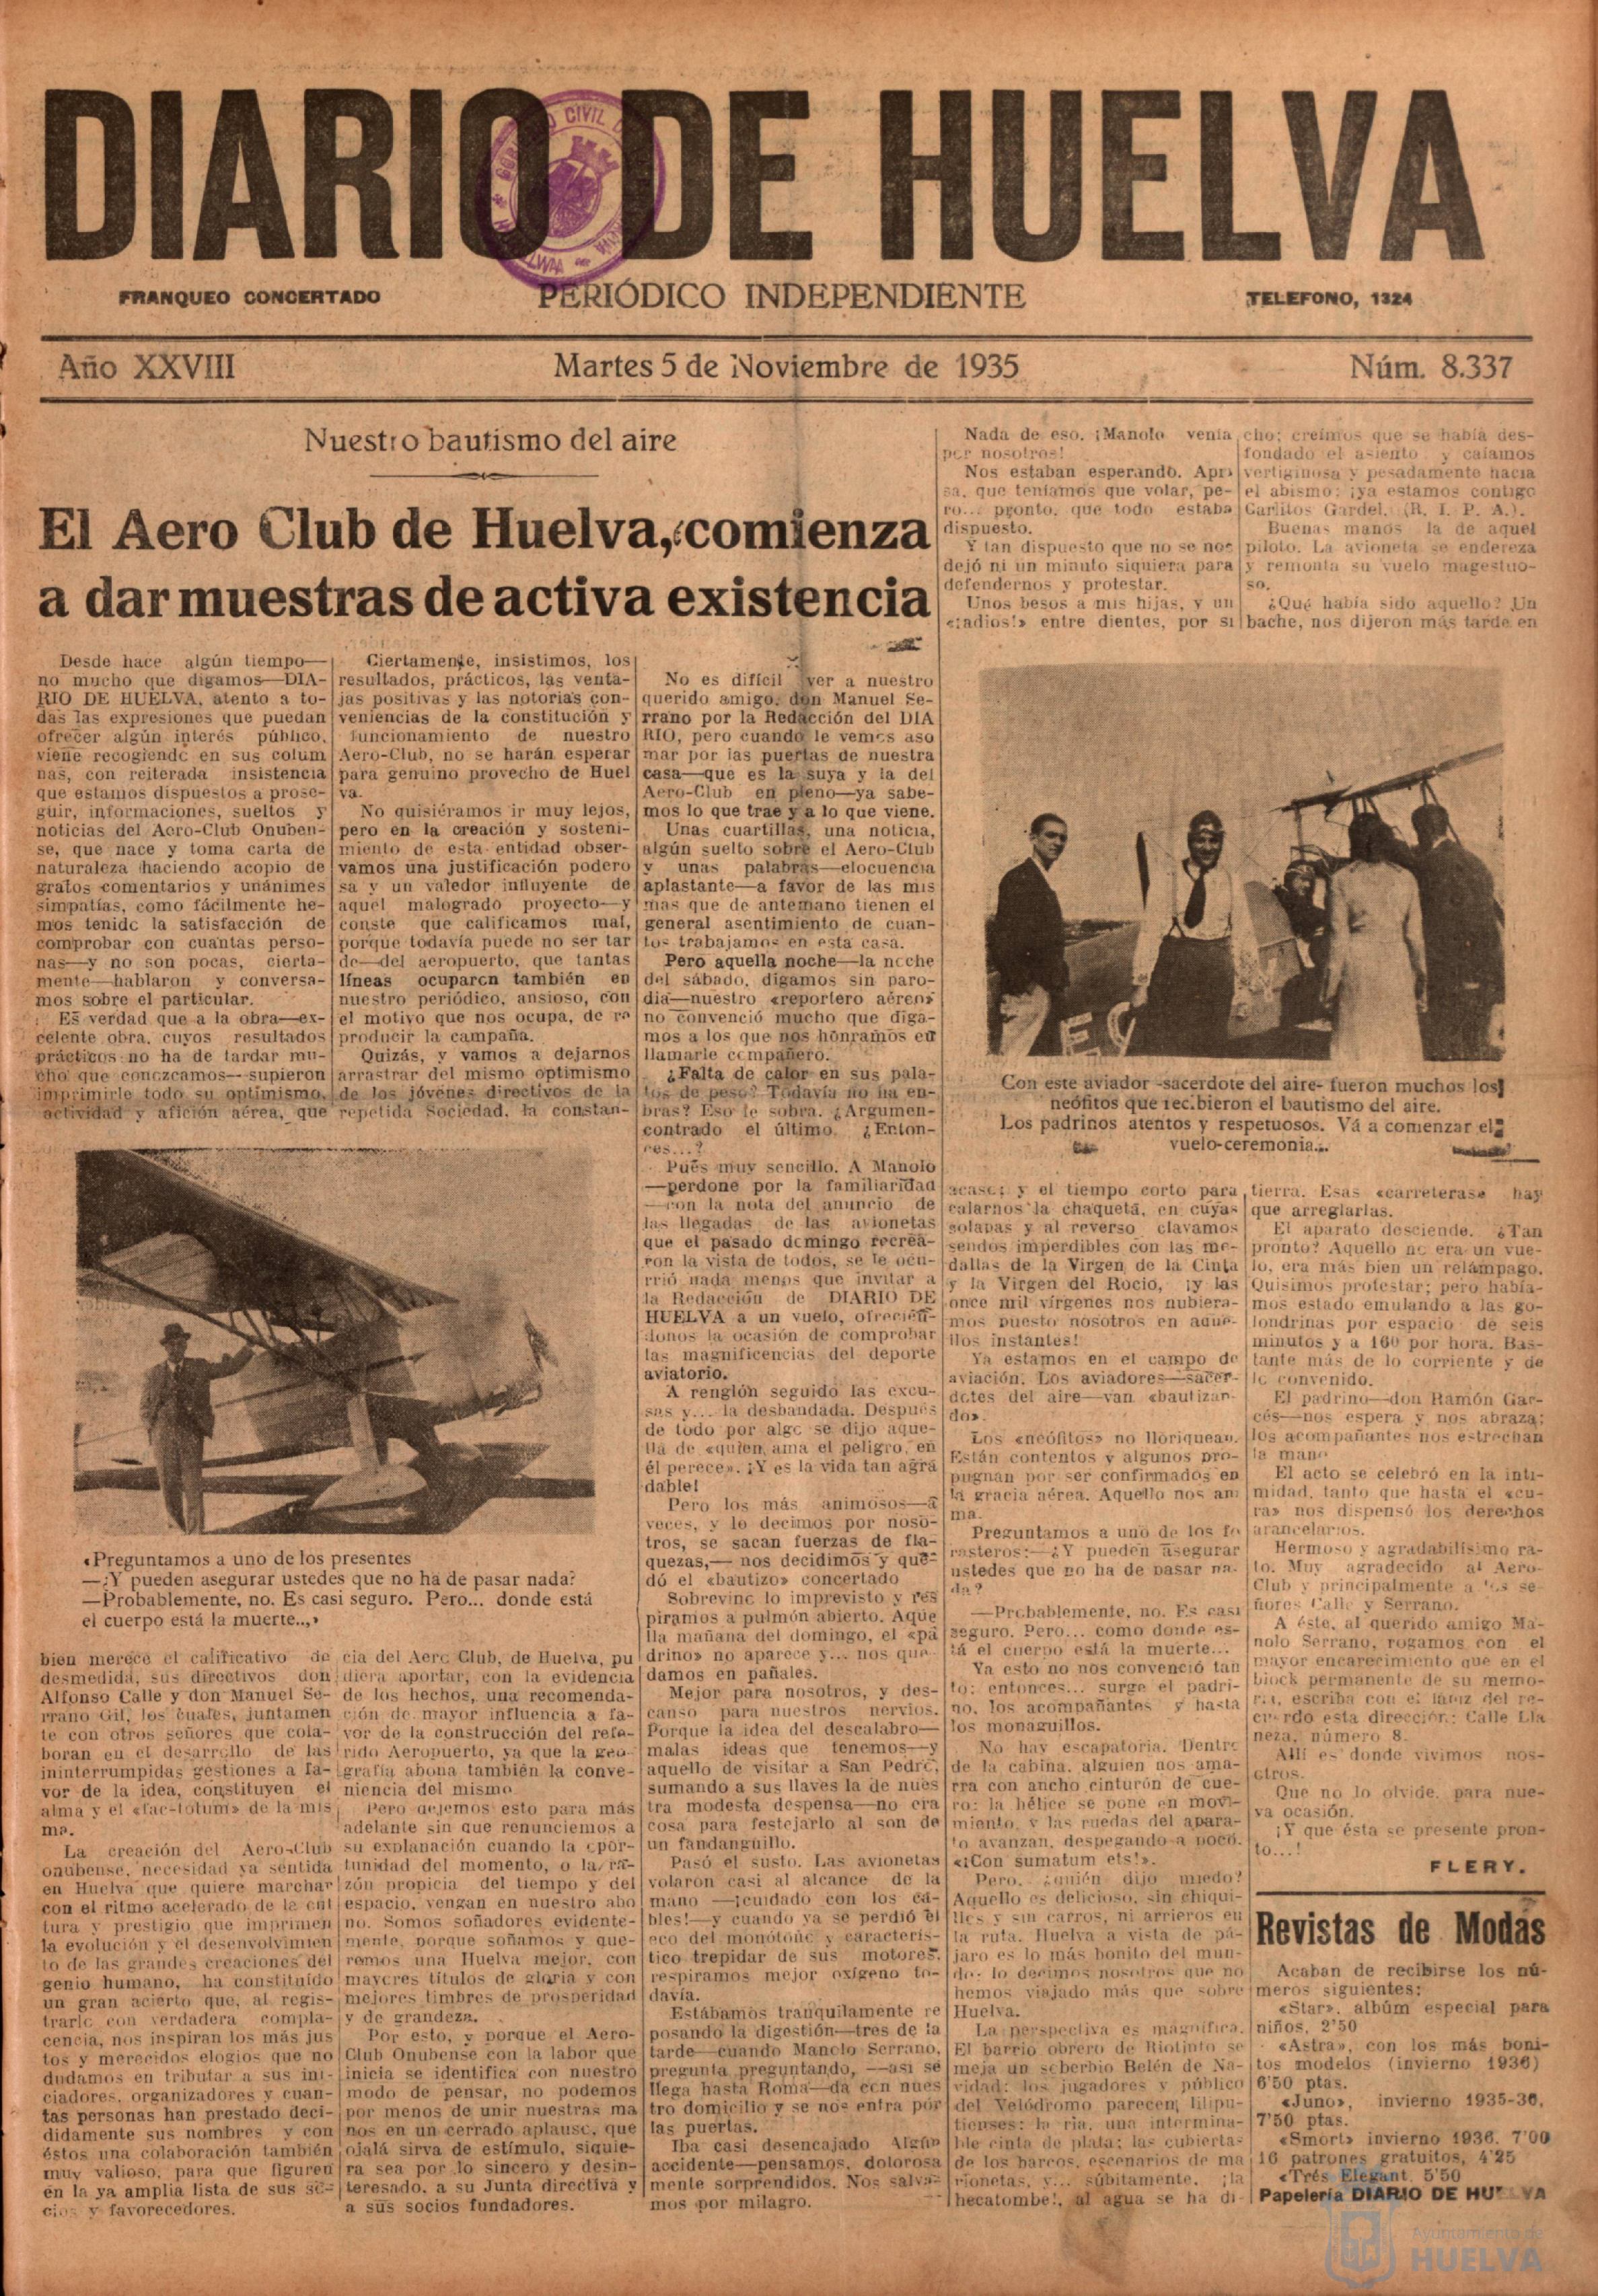 DIARIO DE HUELVA
FRANQUEO CONCERTADO
PERIÓDICO INDEPENDIENTE
TELEFONO, 1324
Año XXVIII
Martes 5 de Noviembre de 1935
Núm. 8.337
Nuestro bautismo del aire
El Aero Club de Huelva, comienza
a dar muestras de activa existencia
Desde hace algún tiempo—
no mucho que digamos—DIA-
RIO DE HUELVA, atento a to-
das las expresiones que puedan
ofrecer algún interés público,
viene recogiendo en sus colum
nas, con reiterada insistencia
que estamos dispuestos a prose-
guir, informaciones, sueltos y
noticias del Aero-Club Onuben-
se, que nace y toma carta de
naturaleza haciendo acopio de
gratos comentarios y unánimes
simpatías, como fácilmente he-
mos tenido la satisfacción de
comprobar con cuantas perso-
nas—y no son pocas, cierta-
mente—hablaron y conversa-
mos sobre el particular.
Es verdad que a la obra—ex-
celente obra, cuyos resultados
prácticos no ha de tardar mu-
cho que conozcamos—supieron
imprimirle todo su optimismo,
actividad y afición aérea, que
«Preguntamos a uno de los presentes
—¿Y pueden asegurar ustedes que no ha de pasar nada?
—Probablemente, no. Es casi seguro. Pero... donde está
el cuerpo está la muerte...»
bien merece el calificativo de
desmedida, sus directivos don
Alfonso Calle y don Manuel Se-
rrano Gil, los cuales, juntamen
te con otros señores que cola-
boran en el desarrollo de las
ininterrumpidas gestiones a fa-
vor de la idea, constituyen el
alma y el «fac-totum» de la mis
ma.
La creación del Aero-Club
onubense, necesidad ya sentida
en Huelva que quiere marchar
con el ritmo acelerado de la cul
tura y prestigio que imprimen
la evolución y el desenvolvimien
to de las grandes creaciones del
genio humano, ha constituído
un gran acierto que, al regis-
trarlo con verdadera compla-
cencia, nos inspiran los más jus
tos y merecidos elogios que no
dudamos en tributar a sus ini-
ciadores, organizadores y cuan-
tas personas han prestado deci-
didamente sus nombres y con
éstos una colaboración también
muy valioso, para que figuren
en la ya amplia lista de sus so-
cios y favorecedores.
Ciertamente, insistimos, los
resultados, prácticos, las venta-
jas positivas y las notorias con-
veniencias de la constitución y
funcionamiento de nuestro
Aero-Club, no se harán esperar
para genuino provecho de Huel
va.
No quisiéramos ir muy lejos,
pero en la creación y sosteni-
miento de esta entidad obser-
vamos una justificación podero
sa y un valedor influyente de
aquel malogrado proyecto—y
conste que calificamos mal,
porque todavía puede no ser tar
de—del aeropuerto, que tantas
líneas ocuparon también en
nuestro periódico, ansioso, con
el motivo que nos ocupa, de re
producir la campaña.
Quizás, y vamos a dejarnos
arrastrar del mismo optimismo
de los jóvenes directivos de la
repetida Sociedad, la constan-
cia del Aero Club, de Huelva, pu
diera aportar, con la evidencia
de los hechos, una recomenda-
ción de mayor influencia a fa-
vor de la construcción del refe-
rido Aeropuerto, ya que la geo-
grafía abona también la conve-
niencia del mismo.
Pero dejemos esto para más
adelante sin que renunciemos a
su explanación cuando la opor-
tunidad del momento, o la ra-
zón propicia del tiempo y del
espacio, vengan en nuestro abo
no. Somos soñadores evidente-
mente, porque soñamos y que-
remos una Huelva mejor, con
mayores títulos de gloria y con
mejores timbres de prosperidad
y de grandeza.
Por esto, y porque el Aero-
Club Onubense con la labor que
inicia se identifica con nuestro
modo de pensar, no podemos
por menos de unir nuestras ma
nos en un cerrado aplauso, que
ojalá sirva de estímulo, siquie-
ra sea por lo sincero y desin-
teresado, a su Junta directiva y
a sus socios fundadores.
No es difícil ver a nuestro
querido amigo, don Manuel Se-
rrano por la Redacción del DIA
RIO, pero cuando le vemos aso
mar por las puertas de nuestra
casa—que es la suya y la del
Aero-Club en pleno—ya sabe-
mos lo que trae y a lo que viene.
Unas cuartillas, una noticia,
algún suelto sobre el Aero-Club
y unas palabras—elocuencia
aplastante—a favor de las mis
mas que de antemano tienen el
general asentimiento de cuan-
tos trabajamos en esta casa.
Pero aquella noche—la noche
del sábado, digamos sin paro-
dia—nuestro «reportero aéreo»
no convenció mucho que diga-
mos a los que nos honramos en
llamarle compañero.
¿Falta de calor en sus pala-
tos de peso? Todavía no ha en-
bras? Eso le sobra. ¿Argumen-
contrado el último. ¿Enton-
ces...?
Pues muy sencillo. A Manolo
—perdone por la familiaridad
—con la nota del anuncio de
las llegadas de las avionetas
que el pasado domingo recrea-
ron la vista de todos, se le ocu-
rrió nada menos que invitar a
la Redacción de DIARIO DE
HUELVA a un vuelo, ofrecién-
donos la ocasión de comprobar
las magnificencias del deporte
aviatorio.
A renglón seguido las excu-
sas y... la desbandada. Después
de todo por algo se dijo aque-
lla de «quien ama el peligro, en
él perece». ¡Y es la vida tan agra
dable!
Pero los más animosos—a
veces, y lo decimos por noso-
tros, se sacan fuerzas de fla-
quezas,— nos decidimos y que-
dó el «bautizo» concertado
Sobrevino lo imprevisto y res
piramos a pulmón abierto. Aque
lla mañana del domingo, el «pa
drino» no aparece y... nos que
damos en pañales.
Mejor para nosotros, y des-
canso para nuestros nervios.
Porque la idea del descalabro—
malas ideas que tenemos—y
aquello de visitar a San Pedro,
sumando a sus llaves la de nues
tra modesta despensa—no era
cosa para festejarlo al son de
un fandanguillo.
Pasó el susto. Las avionetas
volaron casi al alcance de la
mano —¡cuidado con los ca-
bles!—y cuando ya se perdió el
eco del monótono y caracterís-
tico trepidar de sus motores,
respiramos mejor oxígeno to-
davía.
Estábamos tranquilamente re
posando la digestión—tres de la
tarde—cuando Manolo Serrano,
pregunta preguntando, —así se
llega hasta Roma—da con nues
tro domicilio y se nos entra por
las puertas.
Iba casi desencajado Algún
accidente—pensamos, dolorosa
mente sorprendidos. Nos salva-
mos por milagro.
Nada de eso. ¡Manolo venía
por nosotros!
Nos estaban esperando. Apri
sa, que teníamos que volar, pe-
ro... pronto, que todo estaba
dispuesto.
Y tan dispuesto que no se nos
dejó ni un minuto siquiera para
defendernos y protestar.
Unos besos a mis hijas, y un
«¡adios!» entre dientes, por si
acaso; y el tiempo corto para
calarnos la chaqueta, en cuyas
solapas y al reverso clavamos
sendos imperdibles con las me-
dallas de la Virgen de la Cinta
y la Virgen del Rocio, ¡y las
once mil vírgenes nos hubiera-
mos puesto nosotros en aque-
llos instantes!
Ya estamos en el campo de
aviación. Los aviadores—sacer-
dotes del aire—van «bautizan-
do».
Los «neófitos» no lloriquean.
Están contentos y algunos pro-
pugnan por ser confirmados en
la gracia aérea. Aquello nos ani
ma.
Preguntamos a uno de los fo
rasteros:—¿Y pueden asegurar
ustedes que no ha de pasar na-
da?
—Probablemente, no. Es casi
seguro. Pero... como donde es-
tá el cuerpo está la muerte...
Ya esto no nos convenció tan
to; entonces... surge el padri-
no, los acompañantes y hasta
los monaguillos.
No hay escapatoria. Dentro
de la cabina, alguien nos ama-
rra con ancho cinturón de cue-
ro; la hélice se pone en movi-
miento, y las ruedas del apara-
to avanzan, despegando a poco.
«¡Con sumatum ets!».
Pero, ¿quién dijo miedo?
Aquello es delicioso, sin chiqui-
lles y sin carros, ni arrieros en
la ruta. Huelva a vista de pá-
jaro es lo más bonito del mun-
do; lo decimos nosotros que no
hemos viajado más que sobre
Huelva.
La perspectiva es magnífica.
El barrio obrero de Riotinto se
meja un soberbio Belén de Na-
vidad; los jugadores y público
del Velódromo parecen lilipu-
tienses; la ria, una intermina-
ble cinta de plata; las cubiertas
de los barcos, escenarios de ma
rionetas, y... súbitamente, ¡la
hecatombe!, al agua se ha di-
cho; creímos que se había des-
fondado el asiento y caíamos
vertiginosa y pesadamente hacia
el abismo; ¡ya estamos contigo
Carlitos Gardel, (R. I. P. A.).
Buenas manos la de aquel
piloto. La avioneta se endereza
y remonta su vuelo magestuo-
so.
¿Qué había sido aquello? Un
bache, nos dijeron más tarde en
Con este aviador -sacerdote del aire- fueron muchos los
neófitos que recibieron el bautismo del aire.
Los padrinos atentos y respetuosos. Vá a comenzar el
vuelo-ceremonia...
tierra. Esas «carreteras» hay
que arreglarlas.
El aparato desciende. ¿Tan
pronto? Aquello no era un vue-
lo, era más bien un relámpago.
Quisimos protestar; pero había-
mos estado emulando a las go-
londrinas por espacio de seis
minutos y a 160 por hora. Bas-
tante más de lo corriente y de
lo convenido.
El padrino—don Ramón Gar-
cés—nos espera y nos abraza;
los acompañantes nos estrechan
la mano
El acto se celebró en la inti-
midad, tanto que hasta el «cu-
ra» nos dispensó los derechos
arancelarios.
Hermoso y agradabilísimo ra-
to. Muy agradecido al Aero-
Club y principalmente a los se-
ñores Calle y Serrano.
A éste, al querido amigo Ma-
nolo Serrano, rogamos con el
mayor encarecimiento que en el
block permanente de su memo-
ria, escriba con el lápiz del re-
cuerdo esta dirección: Calle Lla
neza, número 8.
Allí es donde vivimos nos-
otros.
Que no lo olvide, para nue-
va ocasión.
¡Y que ésta se presente pron-
to...!
FLERY.
Revistas de Modas
Acaban de recibirse los nú-
meros siguientes:
«Star», albúm especial para
niños, 2'50
«Astra», con los más boni-
tos modelos (invierno 1936)
6'50 ptas.
«Juno», invierno 1935-36,
7'50 ptas.
«Smort» invierno 1936, 7'00
16 patrones gratuitos, 4'25
«Trés Elegant, 5'50
Papelería DIARIO DE HUELVA
Ayuntamiento de
HUELVA